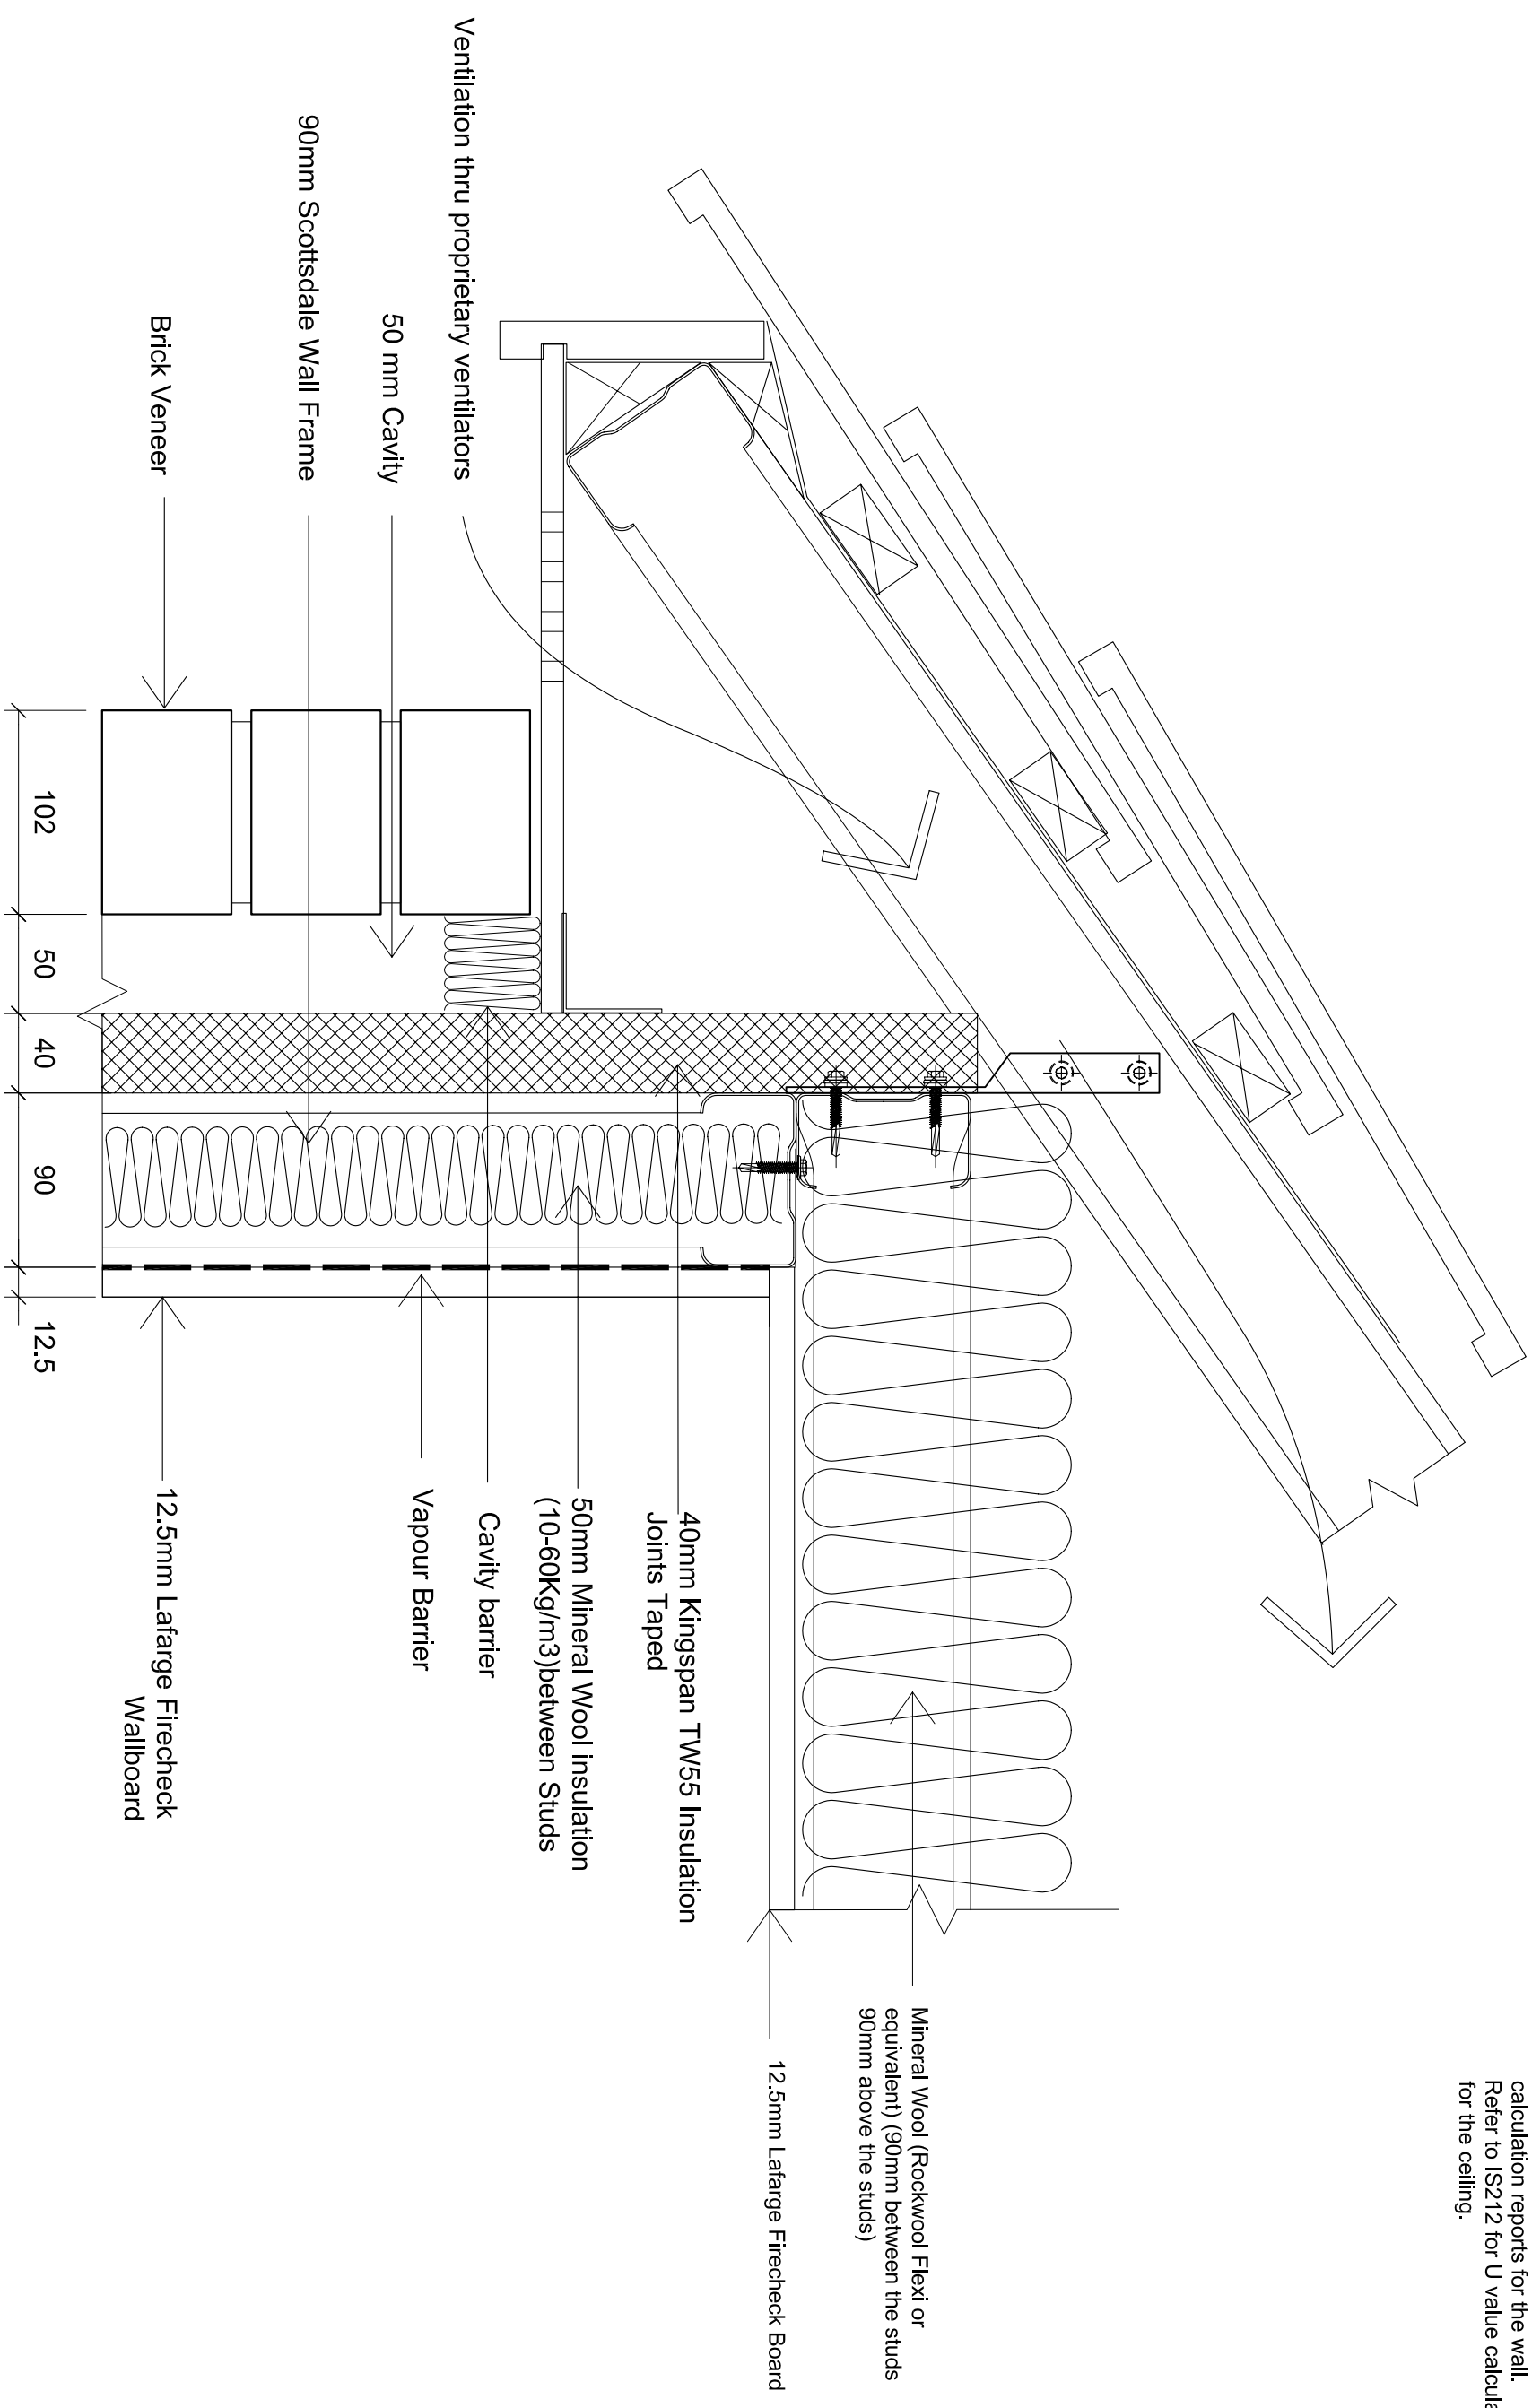 calculation reports for the wall.
Refer to IS212 for U value
for the ceiling.
Ventilation thru proprietary ventilators
50 mm Cavity
90mm Scottsdale Wall Frame
Brick Veneer
Mineral Wool (Rockwool Flexi or
equivalent) (90mm between the studs
90mm above the studs)
12.5mm Lafarge Firecheck Board
40mm Kingspan TW55 Insulation
Joints Taped
50mm Mineral Wool insulation
(10-60Kg/m3)between Studs
Cavity barrier
Vapour Barrier
12.5mm Lafarge Firecheck
Wallboard
102
50
40
90
12.5